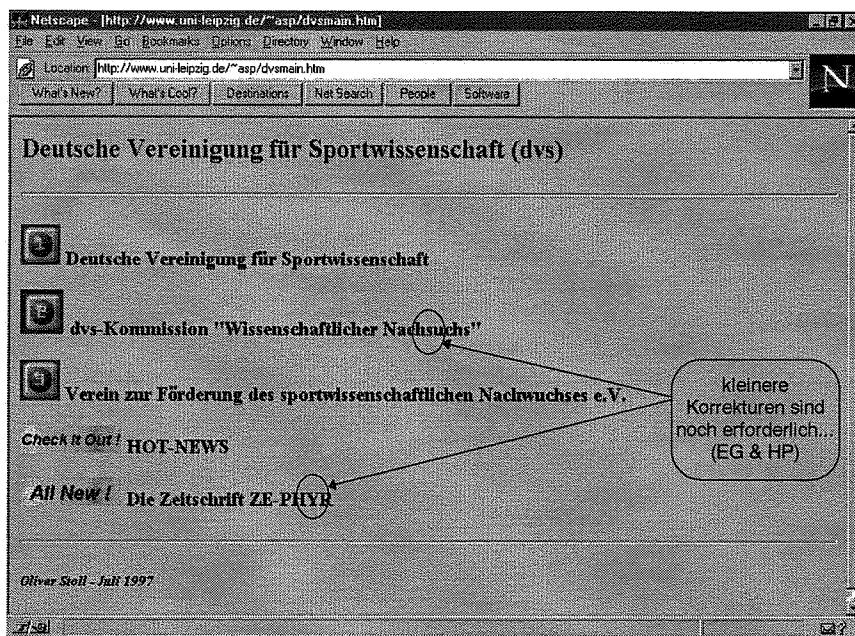 Netscape - [http://www.uni-leipzig.de/~asp/dvsmain.htm]
File Edit View Go Bookmarks Options Directory Window Help
Location: http://www.uni-leipzig.de/~asp/dvsmain.htm
N
What's New? What's Cool? Destinations Net Search People Software
Deutsche Vereinigung für Sportwissenschaft (dvs)
1 Deutsche Vereinigung für Sportwissenschaft
2 dvs-Kommission "Wissenschaftlicher Nachsuchs"
3 Verein zur Förderung des sportwissenschaftlichen Nachwuchses e.V.
kleinere
Korrekturen sind
noch erforderlich...
(EG & HP)
Check It Out ! HOT-NEWS
All New ! Die Zeitschrift ZE-PHYR
Oliver Stoll - Juli 1997